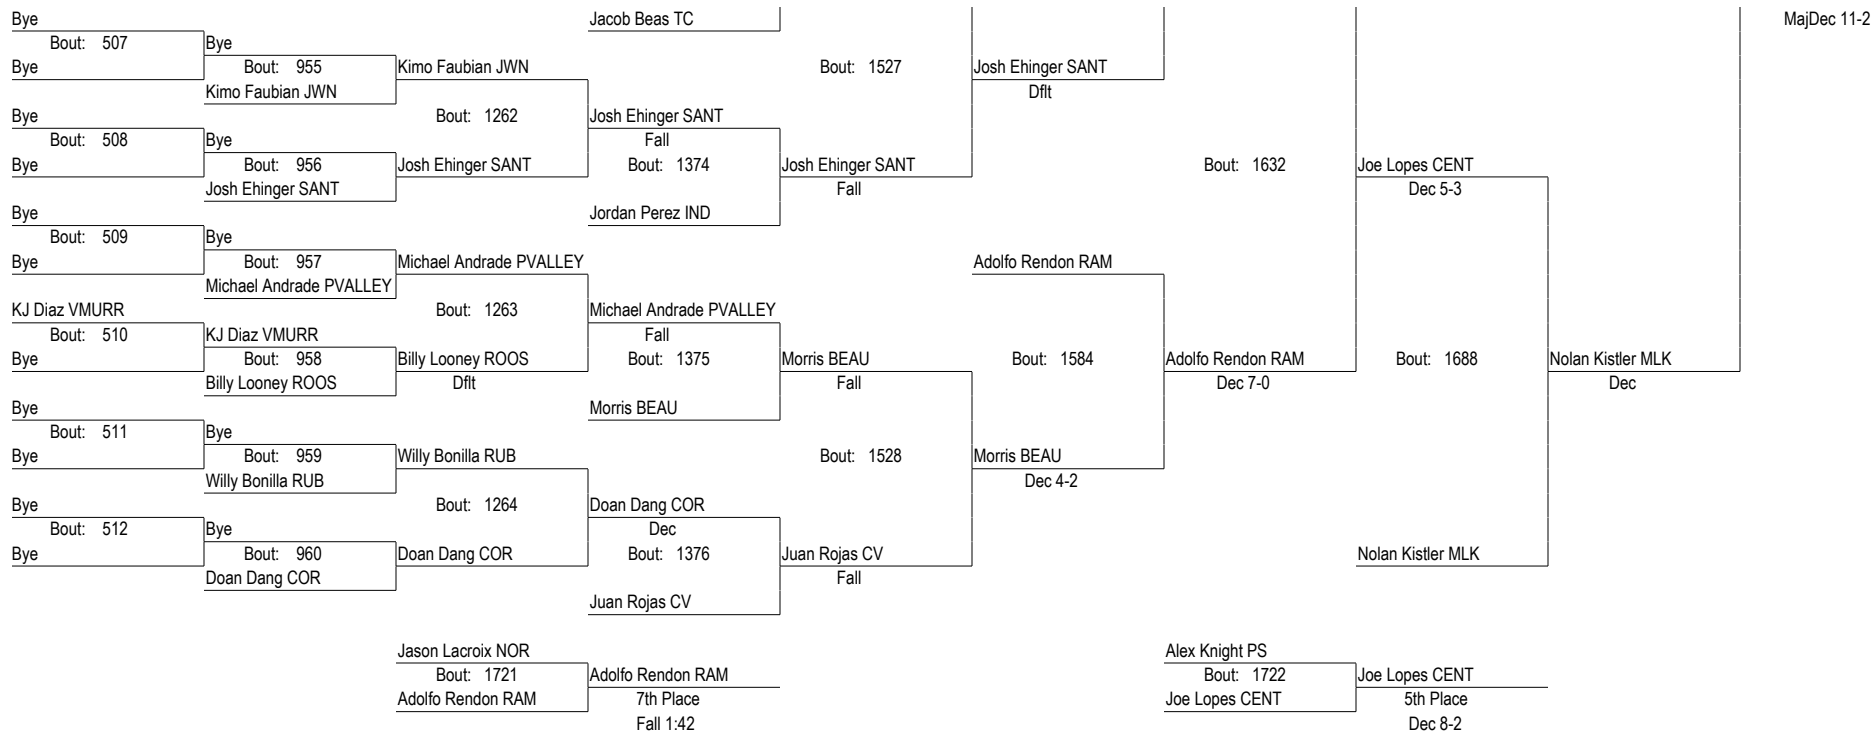 Bye Jacob Beas TC MajDec 11-2
Bout: 507 Bye
Bye Bout: 955 Kimo Faubian JWN Bout: 1527 Josh Ehinger SANT
Kimo Faubian JWN Dflt
Bye Bout: 1262 Josh Ehinger SANT
Bout: 508 Bye Fall
Bye Bout: 956 Josh Ehinger SANT Bout: 1374 Josh Ehinger SANT Bout: 1632 Joe Lopes CENT
Josh Ehinger SANT Fall Dec 5-3
Bye Jordan Perez IND
Bout: 509 Bye
Bye Bout: 957 Michael Andrade PVALLEY Adolfo Rendon RAM
Michael Andrade PVALLEY
KJ Diaz VMURR Bout: 1263 Michael Andrade PVALLEY
Bout: 510 KJ Diaz VMURR Fall
Bye Bout: 958 Billy Looney ROOS Bout: 1375 Morris BEAU Bout: 1584 Adolfo Rendon RAM Bout: 1688 Nolan Kistler MLK
Billy Looney ROOS Dflt Fall Dec 7-0 Dec
Bye Morris BEAU
Bout: 511 Bye
Bye Bout: 959 Willy Bonilla RUB Bout: 1528 Morris BEAU
Willy Bonilla RUB Dec 4-2
Bye Bout: 1264 Doan Dang COR
Bout: 512 Bye Dec
Bye Bout: 960 Doan Dang COR Bout: 1376 Juan Rojas CV Nolan Kistler MLK
Doan Dang COR Fall
Juan Rojas CV
Jason Lacroix NOR Alex Knight PS
Bout: 1721 Adolfo Rendon RAM Bout: 1722 Joe Lopes CENT
Adolfo Rendon RAM 7th Place Joe Lopes CENT 5th Place
Fall 1:42 Dec 8-2